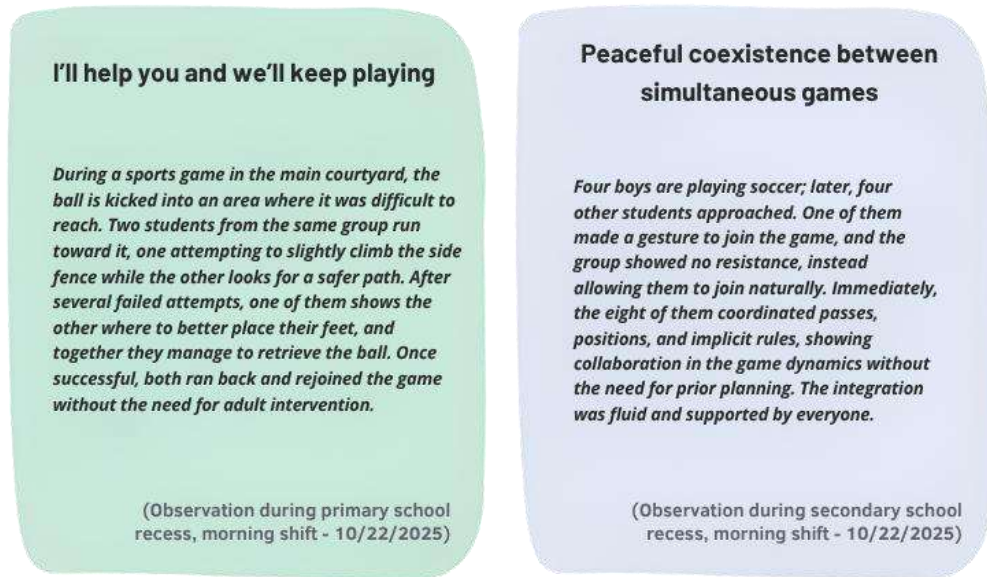 I'll help you and we'll keep playing
During a sports game in the main courtyard, the
ball is kicked into an area where it was difficult to
reach. Two students from the same group run
toward it, one attempting to slightly climb the side
fence while the other looks for a safer path. After
several failed attempts, one of them shows the
other where to better place their feet, and
together they manage to retrieve the ball. Once
successful, both ran back and rejoined the game
without the need for adult intervention.
(Observation during primary school
recess, morning shift - 10/22/2025)
Peaceful coexistence between
simultaneous games
Four boys are playing soccer; later, four
other students approached. One of them
made a gesture to join the game, and the
group showed no resistance, instead
allowing them to join naturally. Immediately,
the eight of them coordinated passes,
positions, and implicit rules, showing
collaboration in the game dynamics without
the need for prior planning. The integration
was fluid and supported by everyone.
(Observation during secondary school
recess, morning shift - 10/22/2025)